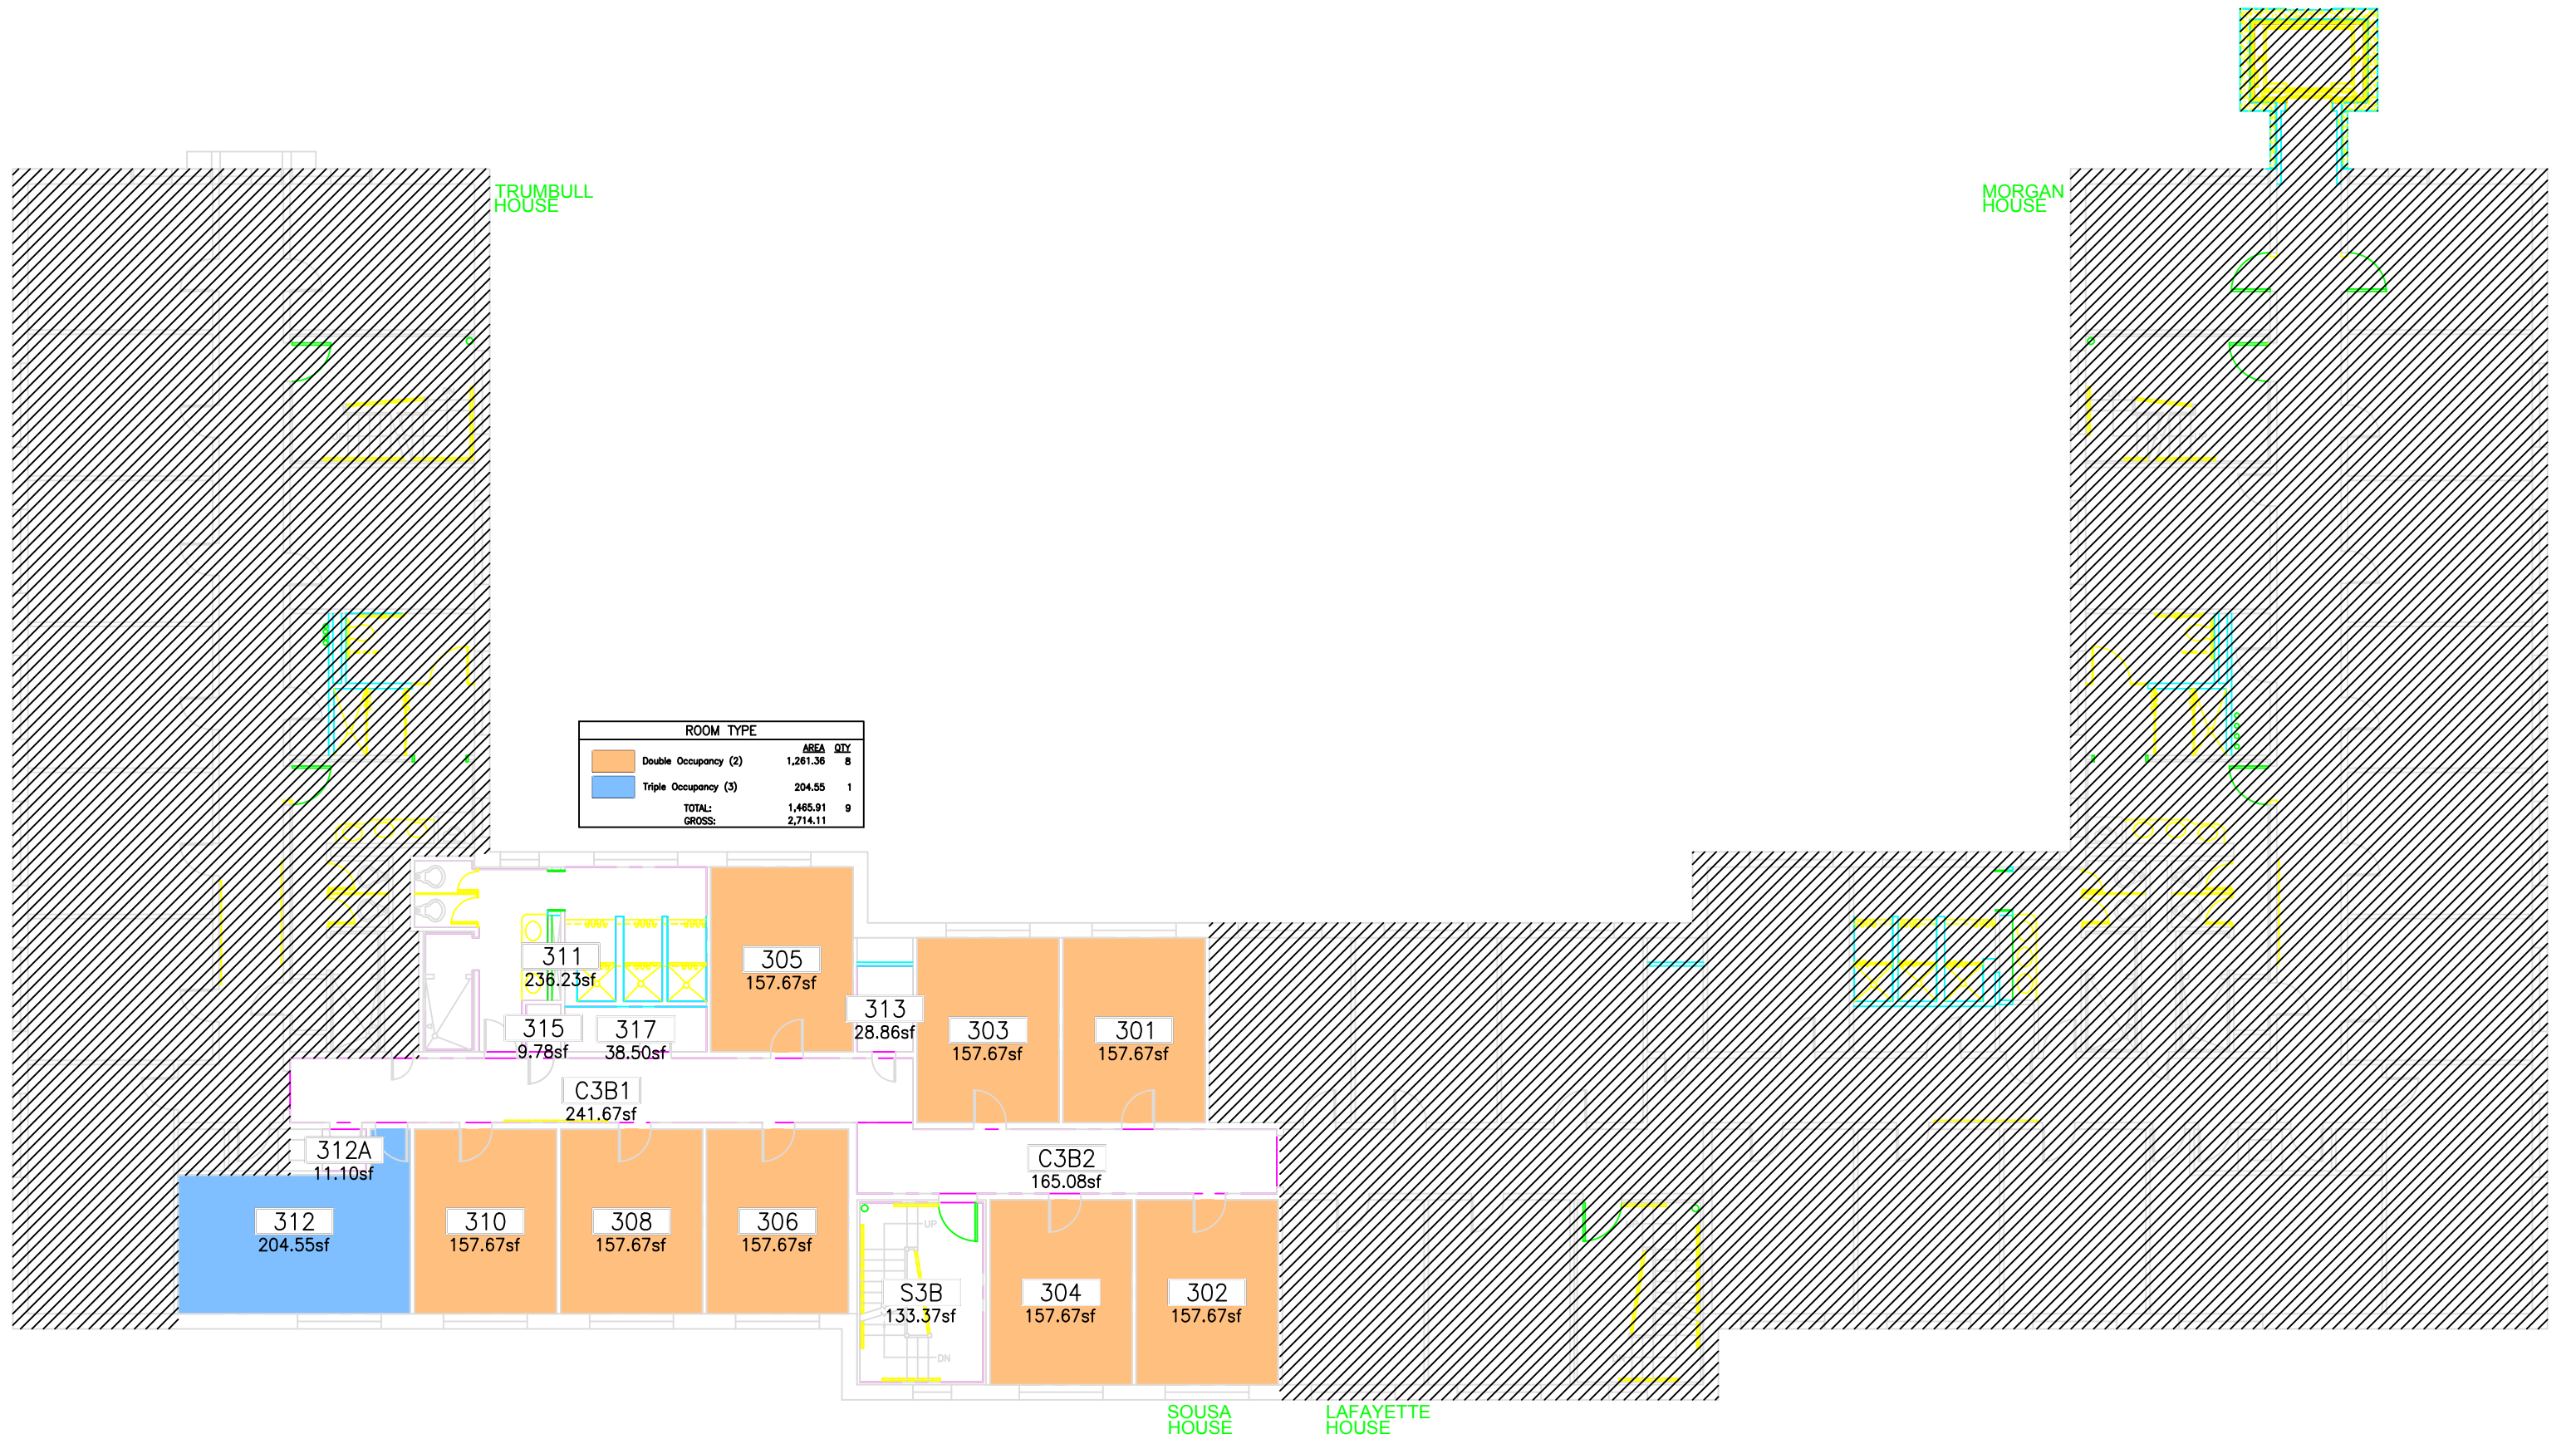 TRUMBULL
HOUSE
MORGAN
HOUSE
ROOM TYPE
AREA QTY
Double Occupancy (2) 1,261.36 8
Triple Occupancy (3) 204.55 1
TOTAL: 1,465.91 9
GROSS: 2,714.11
311
236.23sf
305
157.67sf
313
28.86sf
315
9.78sf
317
38.50sf
303
157.67sf
301
157.67sf
C3B1
241.67sf
312A
11.10sf
C3B2
165.08sf
312
204.55sf
310
157.67sf
308
157.67sf
306
157.67sf
UP
S3B
133.37sf
DN
304
157.67sf
302
157.67sf
SOUSA
HOUSE
LAFAYETTE
HOUSE